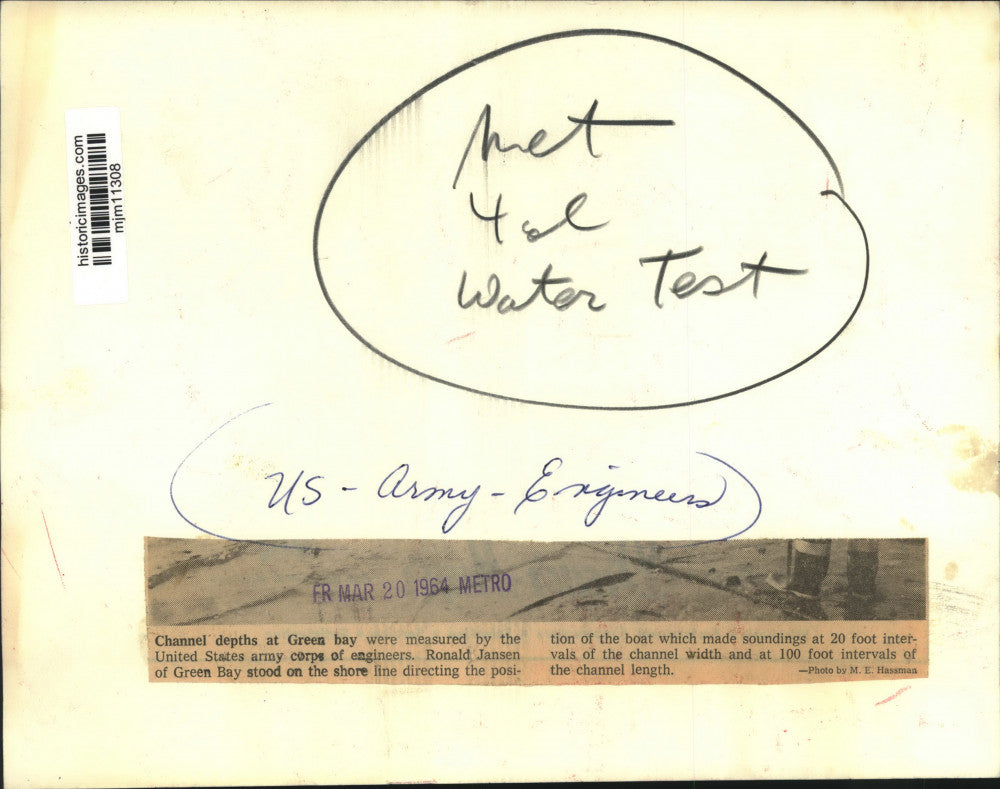 historicimages.com
mjm11308
Met
4 col
Water Test
US - Army - Engineers
FR MAR 20 1964 METRO
Channel depths at Green bay were measured by the
United States army corps of engineers. Ronald Jansen
of Green Bay stood on the shore line directing the posi-
tion of the boat which made soundings at 20 foot inter-
vals of the channel width and at 100 foot intervals of
the channel length.
—Photo by M. E. Hassman